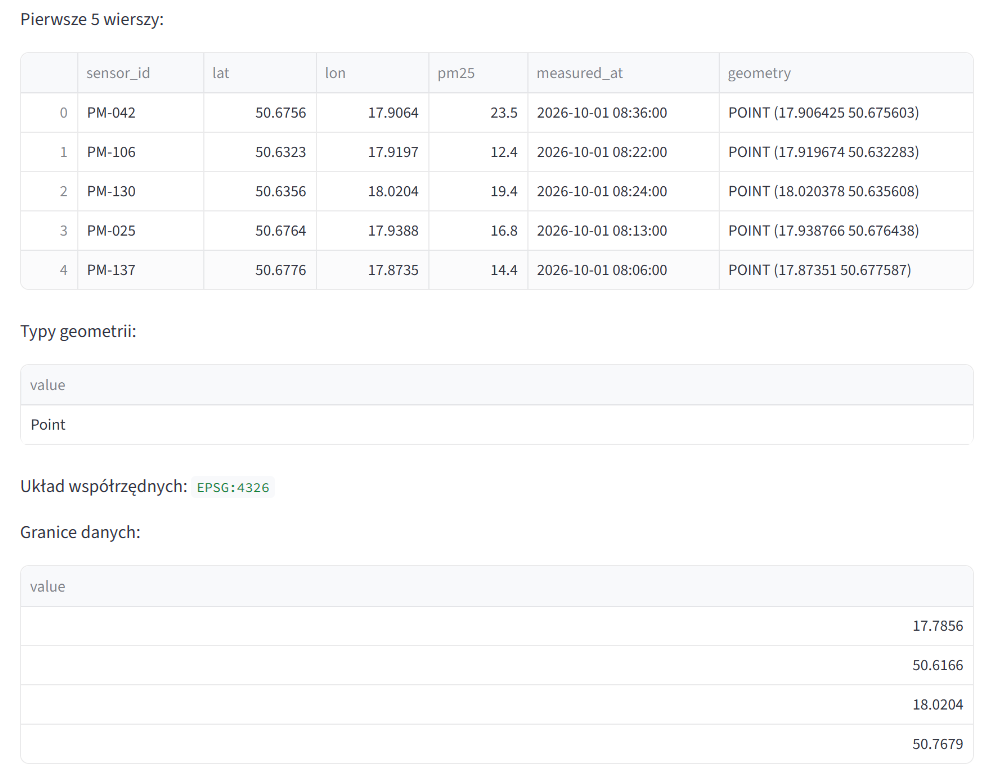 Pierwsze 5 wierszy:
sensor_id lat lon pm25 measured_at geometry
0 PM-042 50.6756 17.9064 23.5 2026-10-01 08:36:00 POINT (17.906425 50.675603)
1 PM-106 50.6323 17.9197 12.4 2026-10-01 08:22:00 POINT (17.919674 50.632283)
2 PM-130 50.6356 18.0204 19.4 2026-10-01 08:24:00 POINT (18.020378 50.635608)
3 PM-025 50.6764 17.9388 16.8 2026-10-01 08:13:00 POINT (17.938766 50.676438)
4 PM-137 50.6776 17.8735 14.4 2026-10-01 08:06:00 POINT (17.87351 50.677587)
Typy geometrii:
value
Point
Układ współrzędnych: EPSG:4326
Granice danych:
value
17.7856
50.6166
18.0204
50.7679